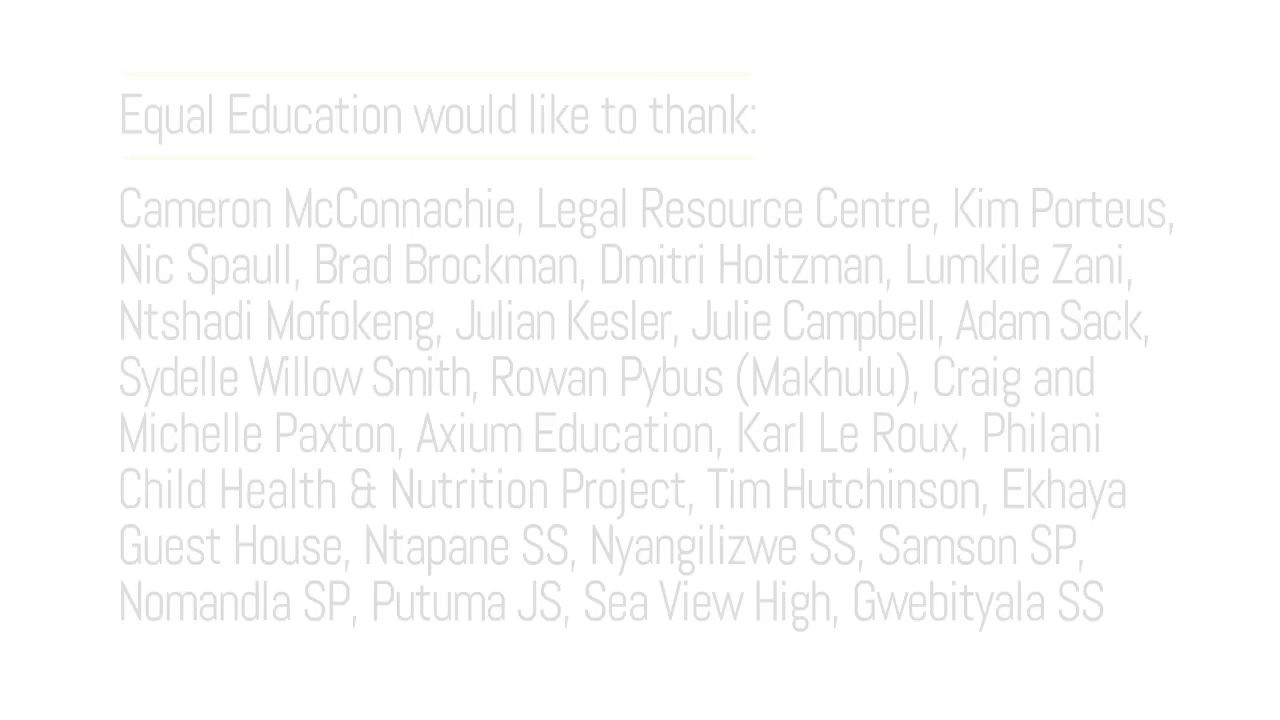 Equal Education would like to thank:
Cameron McConnachie, Legal Resource Centre, Kim Porteus,
Nic Spaull, Brad Brockman, Dmitri Holtzman, Lumkile Zani,
Ntshadi Mofokeng, Julian Kesler, Julie Campbell, Adam Sack,
Sydelle Willow Smith, Rowan Pybus (Makhulu), Craig and
Michelle Paxton, Axium Education, Karl Le Roux, Philani
Child Health & Nutrition Project, Tim Hutchinson, Ekhaya
Guest House, Ntapane SS, Nyangilizwe SS, Samson SP,
Nomandla SP, Putuma JS, Sea View High, Gwebityala SS